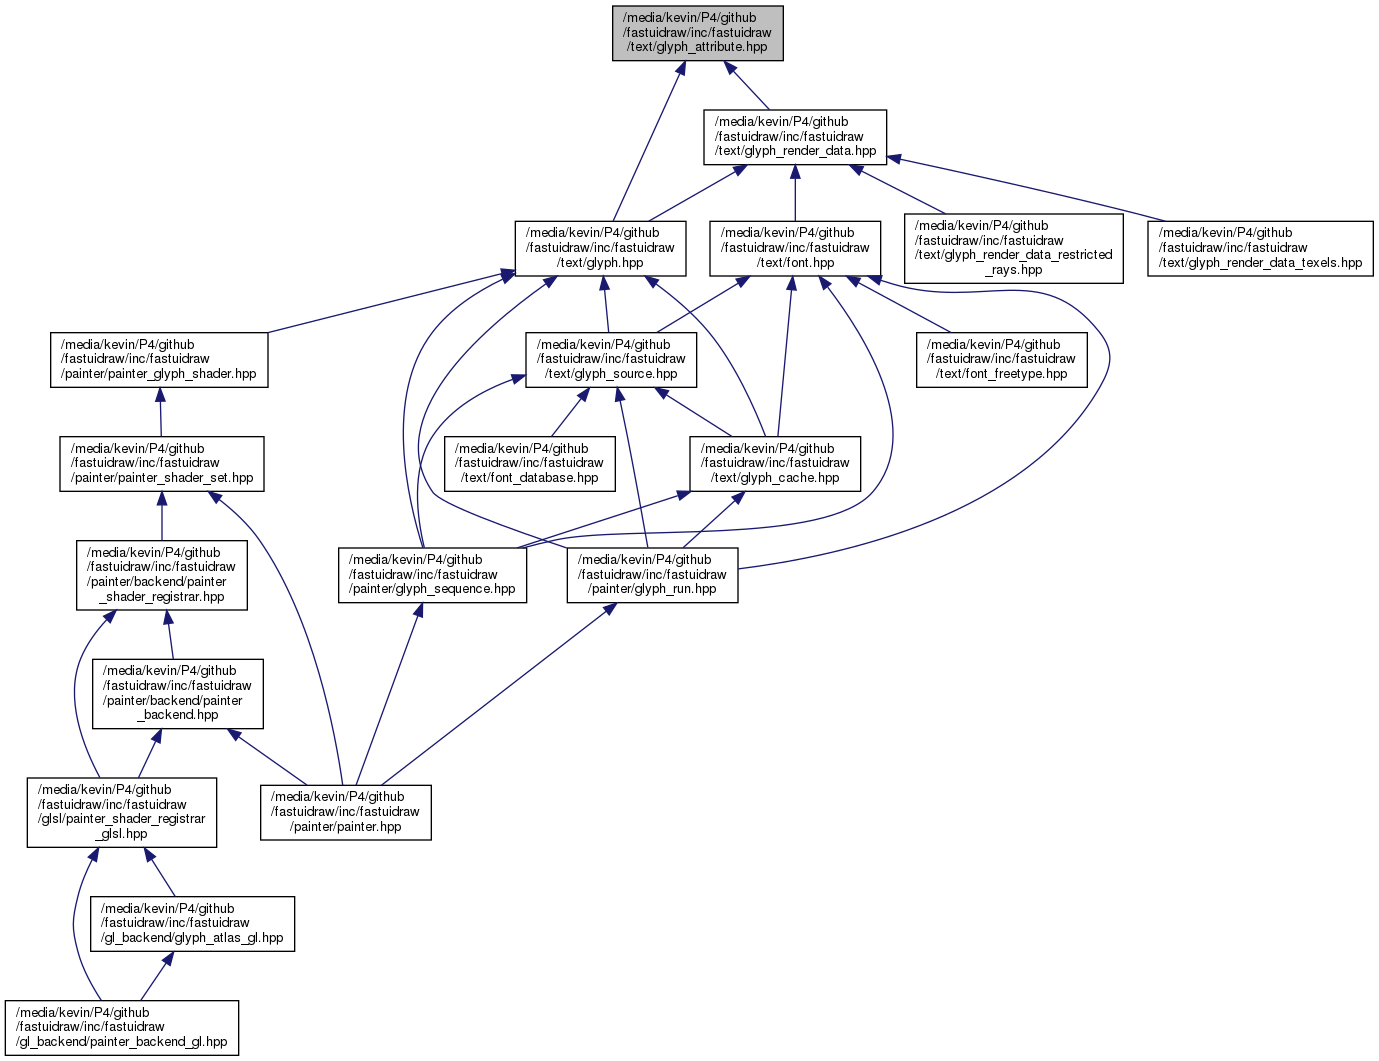 /media/kevin/P4/github
/fastuidraw/inc/fastuidraw
/text/glyph_attribute.hpp
/media/kevin/P4/github
/fastuidraw/inc/fastuidraw
/text/glyph_render_data.hpp
/media/kevin/P4/github
/fastuidraw/inc/fastuidraw
/text/glyph.hpp
/media/kevin/P4/github
/fastuidraw/inc/fastuidraw
/text/font.hpp
/media/kevin/P4/github
/fastuidraw/inc/fastuidraw
/text/glyph_render_data_restricted
_rays.hpp
/media/kevin/P4/github
/fastuidraw/inc/fastuidraw
/text/glyph_render_data_texels.hpp
/media/kevin/P4/github
/fastuidraw/inc/fastuidraw
/painter/painter_glyph_shader.hpp
/media/kevin/P4/github
/fastuidraw/inc/fastuidraw
/text/glyph_source.hpp
/media/kevin/P4/github
/fastuidraw/inc/fastuidraw
/text/font_freetype.hpp
/media/kevin/P4/github
/fastuidraw/inc/fastuidraw
/painter/painter_shader_set.hpp
/media/kevin/P4/github
/fastuidraw/inc/fastuidraw
/text/font_database.hpp
/media/kevin/P4/github
/fastuidraw/inc/fastuidraw
/text/glyph_cache.hpp
/media/kevin/P4/github
/fastuidraw/inc/fastuidraw
/painter/backend/painter
_shader_registrar.hpp
/media/kevin/P4/github
/fastuidraw/inc/fastuidraw
/painter/glyph_sequence.hpp
/media/kevin/P4/github
/fastuidraw/inc/fastuidraw
/painter/glyph_run.hpp
/media/kevin/P4/github
/fastuidraw/inc/fastuidraw
/painter/backend/painter
_backend.hpp
/media/kevin/P4/github
/fastuidraw/inc/fastuidraw
/glsl/painter_shader_registrar
_glsl.hpp
/media/kevin/P4/github
/fastuidraw/inc/fastuidraw
/painter/painter.hpp
/media/kevin/P4/github
/fastuidraw/inc/fastuidraw
/gl_backend/glyph_atlas_gl.hpp
/media/kevin/P4/github
/fastuidraw/inc/fastuidraw
/gl_backend/painter_backend_gl.hpp